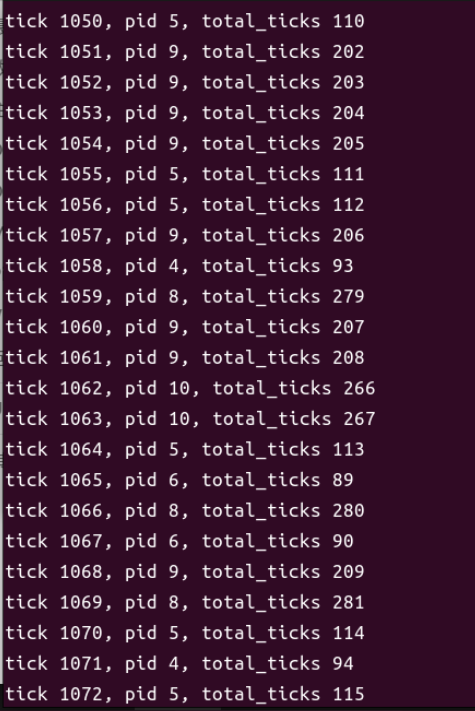 tick 1050, pid 5, total_ticks 110
tick 1051, pid 9, total_ticks 202
tick 1052, pid 9, total_ticks 203
tick 1053, pid 9, total_ticks 204
tick 1054, pid 9, total_ticks 205
tick 1055, pid 5, total_ticks 111
tick 1056, pid 5, total_ticks 112
tick 1057, pid 9, total_ticks 206
tick 1058, pid 4, total_ticks 93
tick 1059, pid 8, total_ticks 279
tick 1060, pid 9, total_ticks 207
tick 1061, pid 9, total_ticks 208
tick 1062, pid 10, total_ticks 266
tick 1063, pid 10, total_ticks 267
tick 1064, pid 5, total_ticks 113
tick 1065, pid 6, total_ticks 89
tick 1066, pid 8, total_ticks 280
tick 1067, pid 6, total_ticks 90
tick 1068, pid 9, total_ticks 209
tick 1069, pid 8, total_ticks 281
tick 1070, pid 5, total_ticks 114
tick 1071, pid 4, total_ticks 94
tick 1072, pid 5, total_ticks 115